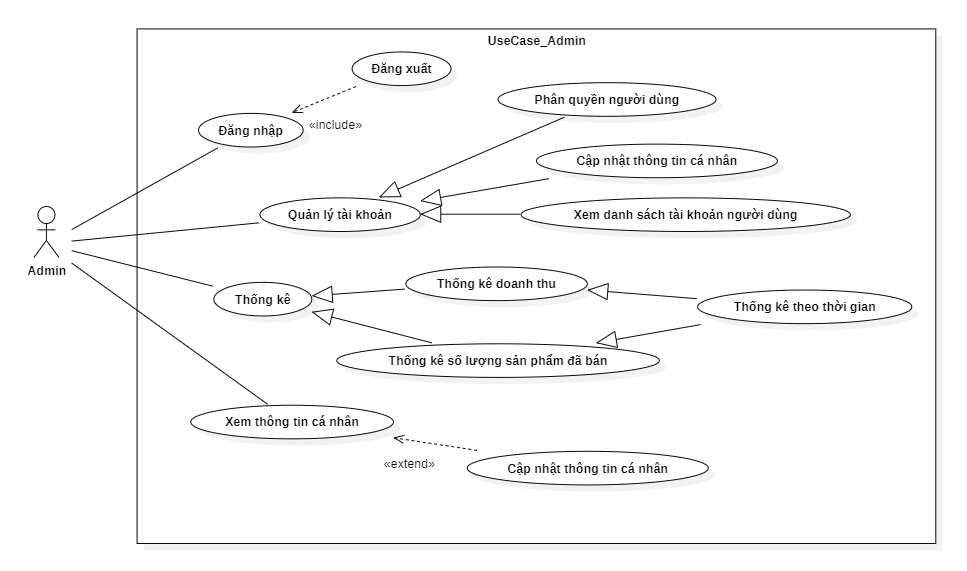 UseCase_Admin
Đăng xuất
Phân quyền người dùng
«include»
Đăng nhập
Cập nhật thông tin cá nhân
Quản lý tài khoản
Xem danh sách tài khoản người dùng
Admin
Thống kê doanh thu
Thống kê
Thống kê theo thời gian
Thống kê số lượng sản phẩm đã bán
Xem thông tin cá nhân
«extend»
Cập nhật thông tin cá nhân